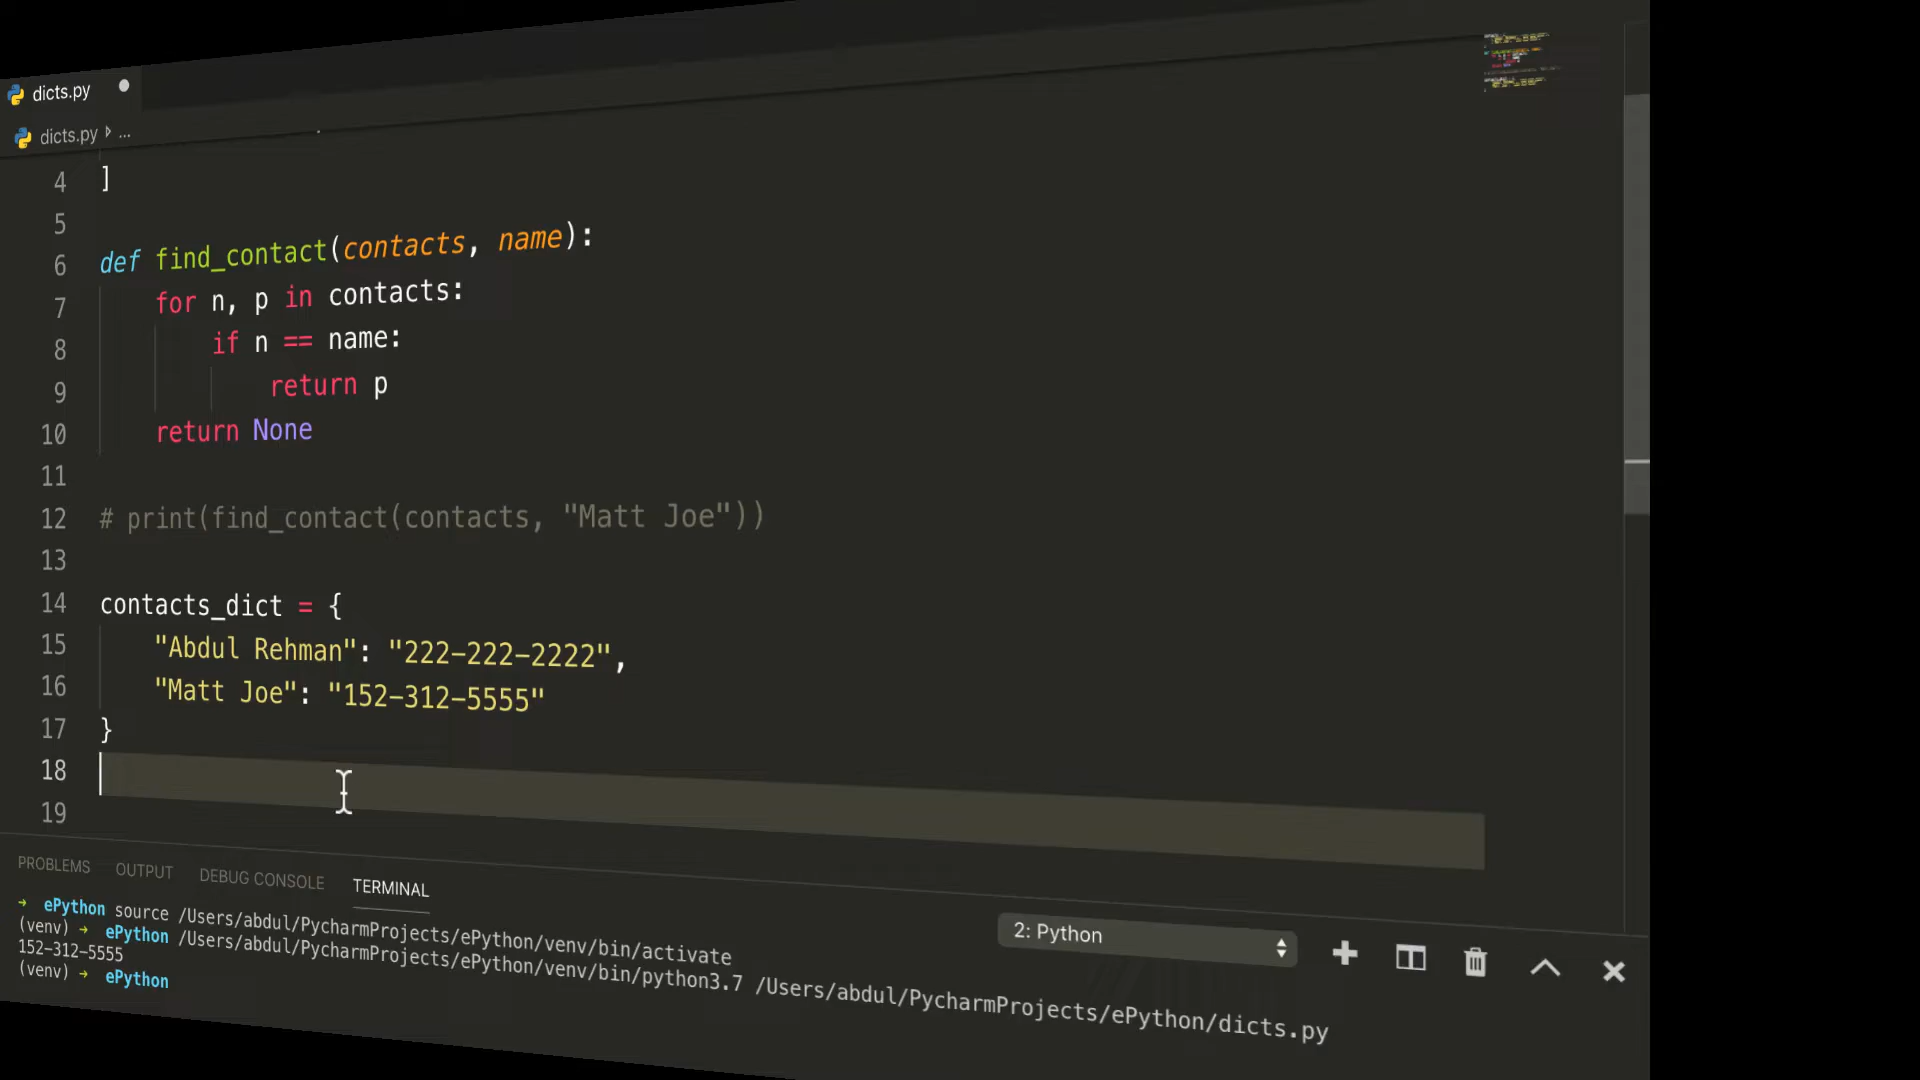 dicts.py
dicts.py ...
4 ]
5
6 def find_contact(contacts, name):
7 for n, p in contacts:
8 if n == name:
9 return p
10 return None
11
12 # print(find_contact(contacts, "Matt Joe"))
13
14 contacts_dict = {
15 "Abdul Rehman": "222-222-2222",
16 "Matt Joe": "152-312-5555"
17 }
18
19
PROBLEMS OUTPUT DEBUG CONSOLE TERMINAL
2: Python
→ ePython source /Users/abdul/PycharmProjects/ePython/venv/bin/activate
(venv) → ePython /Users/abdul/PycharmProjects/ePython/venv/bin/python3.7 /Users/abdul/PycharmProjects/ePython/dicts.py
152-312-5555
(venv) → ePython